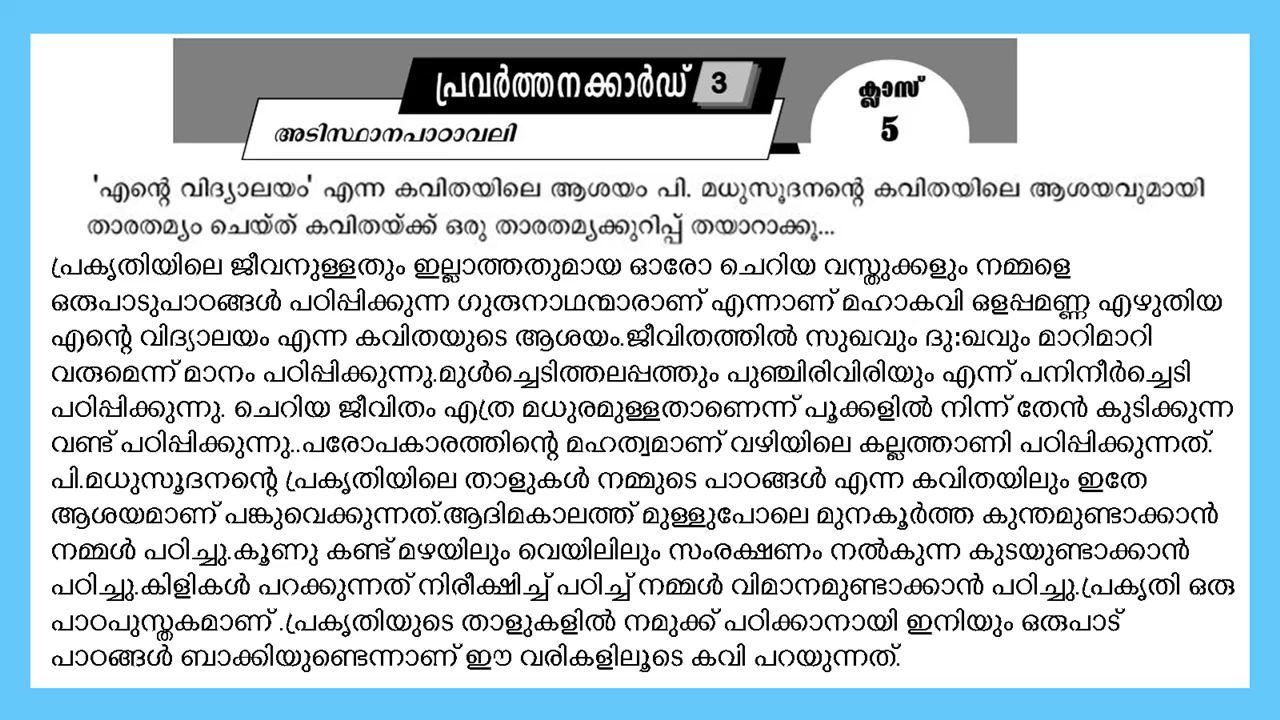 പ്രവർത്തനക്കാർഡ് 3
ക്ലാസ്
5
അടിസ്ഥാനപാഠാവലി
'എന്റെ വിദ്യാലയം' എന്ന കവിതയിലെ ആശയം പി. മധുസൂദനന്റെ കവിതയിലെ ആശയവുമായി
താരതമ്യം ചെയ്ത് കവിതയ്ക്ക് ഒരു താരതമ്യക്കുറിപ്പ് തയാറാക്കൂ...
പ്രകൃതിയിലെ ജീവനുള്ളതും ഇല്ലാത്തതുമായ ഓരോ ചെറിയ വസ്തുക്കളും നമ്മളെ
ഒരുപാടുപാഠങ്ങൾ പഠിപ്പിക്കുന്ന ഗുരുനാഥന്മാരാണ് എന്നാണ് മഹാകവി ഒളപ്പമണ്ണ എഴുതിയ
എന്റെ വിദ്യാലയം എന്ന കവിതയുടെ ആശയം.ജീവിതത്തിൽ സുഖവും ദു:ഖവും മാറിമാറി
വരുമെന്ന് മാനം പഠിപ്പിക്കുന്നു.മുൾച്ചെടിത്തലപ്പത്തും പുഞ്ചിരിവിരിയും എന്ന് പനിനീർച്ചെടി
പഠിപ്പിക്കുന്നു. ചെറിയ ജീവിതം എത്ര മധുരമുള്ളതാണെന്ന് പൂക്കളിൽ നിന്ന് തേൻ കുടിക്കുന്ന
വണ്ട് പഠിപ്പിക്കുന്നു..പരോപകാരത്തിന്റെ മഹത്വമാണ് വഴിയിലെ കല്ലത്താണി പഠിപ്പിക്കുന്നത്.
പി.മധുസൂദനന്റെ പ്രകൃതിയിലെ താളുകൾ നമ്മുടെ പാഠങ്ങൾ എന്ന കവിതയിലും ഇതേ
ആശയമാണ് പങ്കുവെക്കുന്നത്.ആദിമകാലത്ത് മുള്ളുപോലെ മുനകൂർത്ത കുന്തമുണ്ടാക്കാൻ
നമ്മൾ പഠിച്ചു.കൂണു കണ്ട് മഴയിലും വെയിലിലും സംരക്ഷണം നൽകുന്ന കുടയുണ്ടാക്കാൻ
പഠിച്ചു.കിളികൾ പറക്കുന്നത് നിരീക്ഷിച്ച് പഠിച്ച് നമ്മൾ വിമാനമുണ്ടാക്കാൻ പഠിച്ചു.പ്രകൃതി ഒരു
പാഠപുസ്തകമാണ് .പ്രകൃതിയുടെ താളുകളിൽ നമുക്ക് പഠിക്കാനായി ഇനിയും ഒരുപാട്
പാഠങ്ങൾ ബാക്കിയുണ്ടെന്നാണ് ഈ വരികളിലൂടെ കവി പറയുന്നത്.